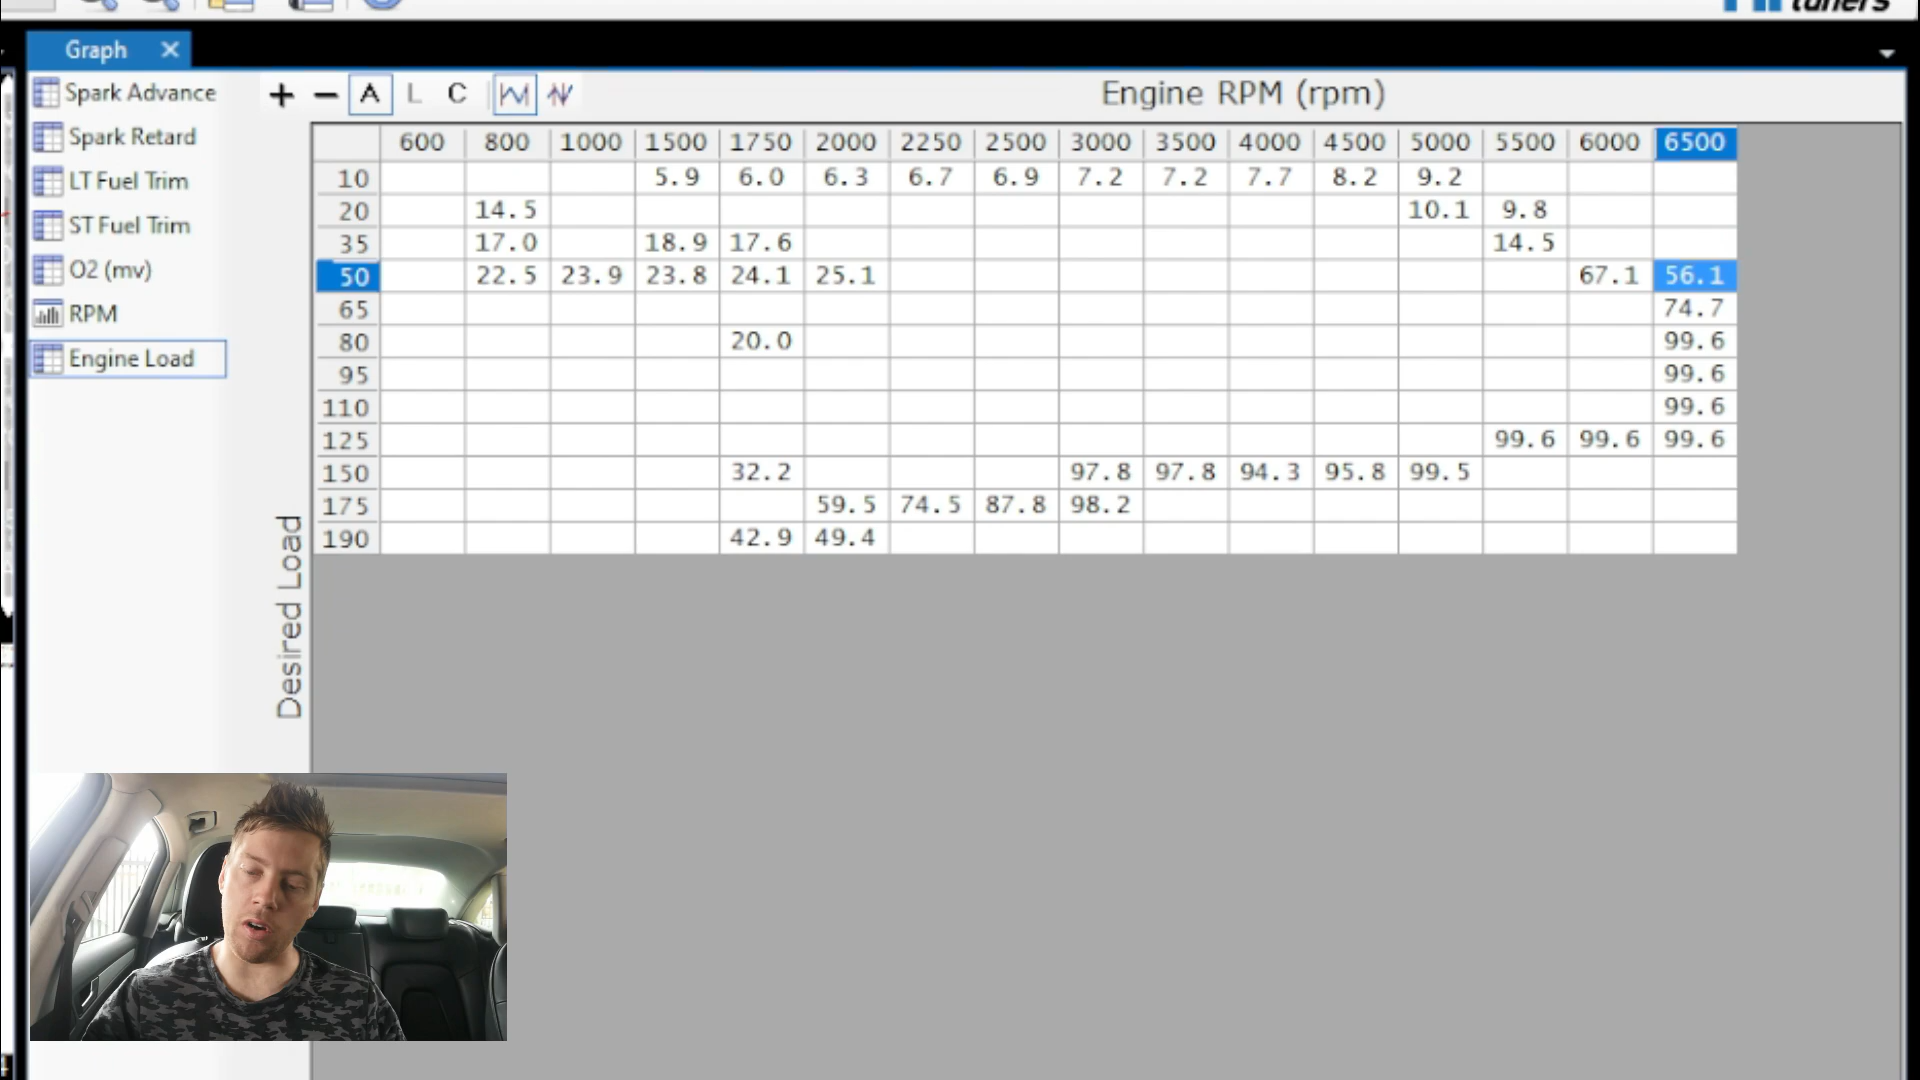 tuners
Graph
Spark Advance
Spark Retard
LT Fuel Trim
ST Fuel Trim
O2 (mv)
RPM
Engine Load
A L C
Engine RPM (rpm)
600 800 1000 1500 1750 2000 2250 2500 3000 3500 4000 4500 5000 5500 6000 6500
10 5.9 6.0 6.3 6.7 6.9 7.2 7.2 7.7 8.2 9.2
20 14.5 10.1 9.8
35 17.0 18.9 17.6 14.5
50 22.5 23.9 23.8 24.1 25.1 67.1 56.1
65 74.7
80 20.0 99.6
95 99.6
110 99.6
125 99.6 99.6 99.6
150 32.2 97.8 97.8 94.3 95.8 99.5
175 59.5 74.5 87.8 98.2
190 42.9 49.4
Desired Load